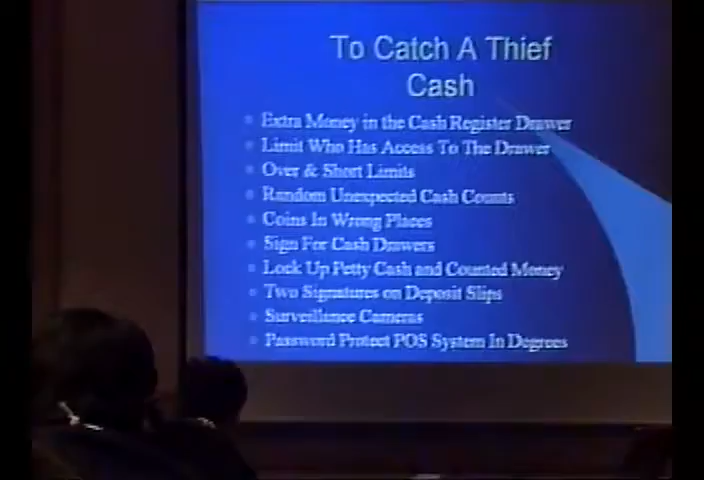 To Catch A Thief
Cash
Extra Money in the Cash Register Drawer
Limit Who Has Access To The Drawer
Over & Short Limits
Random Unexpected Cash Counts
Coins In Wrong Places
Sign For Cash Drawers
Lock Up Petty Cash and Counted Money
Two Signatures on Deposit Slips
Surveillance Cameras
Password Protect POS System In Degrees